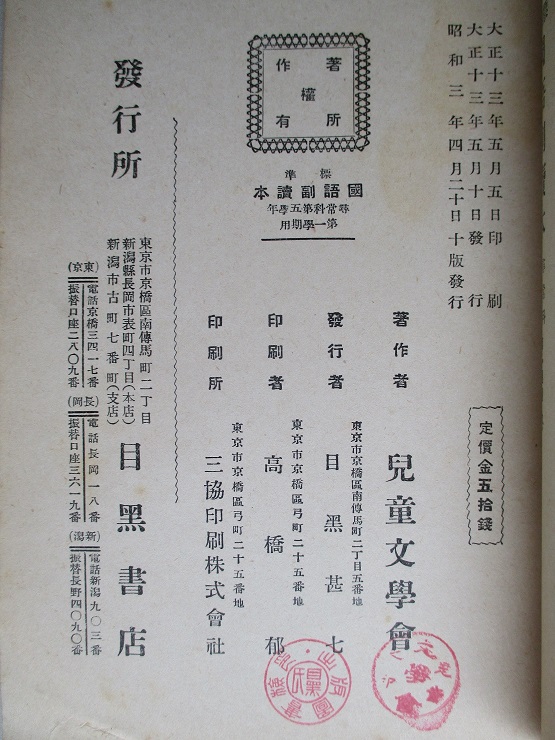 大正十三年五月五日印刷
大正十三年五月十日發行
昭和三年四月二十日十版發行
定價金五拾錢
著作權所有
標準
國語副讀本
尋常科第五學年
第一學期用
著作者 兒童文學會
東京市京橋區南傳馬町二丁目五番地
發行者 目黑甚七
東京市京橋區弓町二十五番地
印刷者 高橋郁
東京市京橋區弓町二十五番地
印刷所 三協印刷株式會社
發行所
東京市京橋區南傳馬町二丁目
新潟縣長岡市表町四丁目(本店)
新潟市古町七番町(支店)
目黑書店
(東京)
電話京橋三四一七番
振替口座二八〇九番
(長岡)
電話長岡一八番
振替口座三六一九番
(新潟)
電話新潟九〇三番
振替長野四〇九〇番